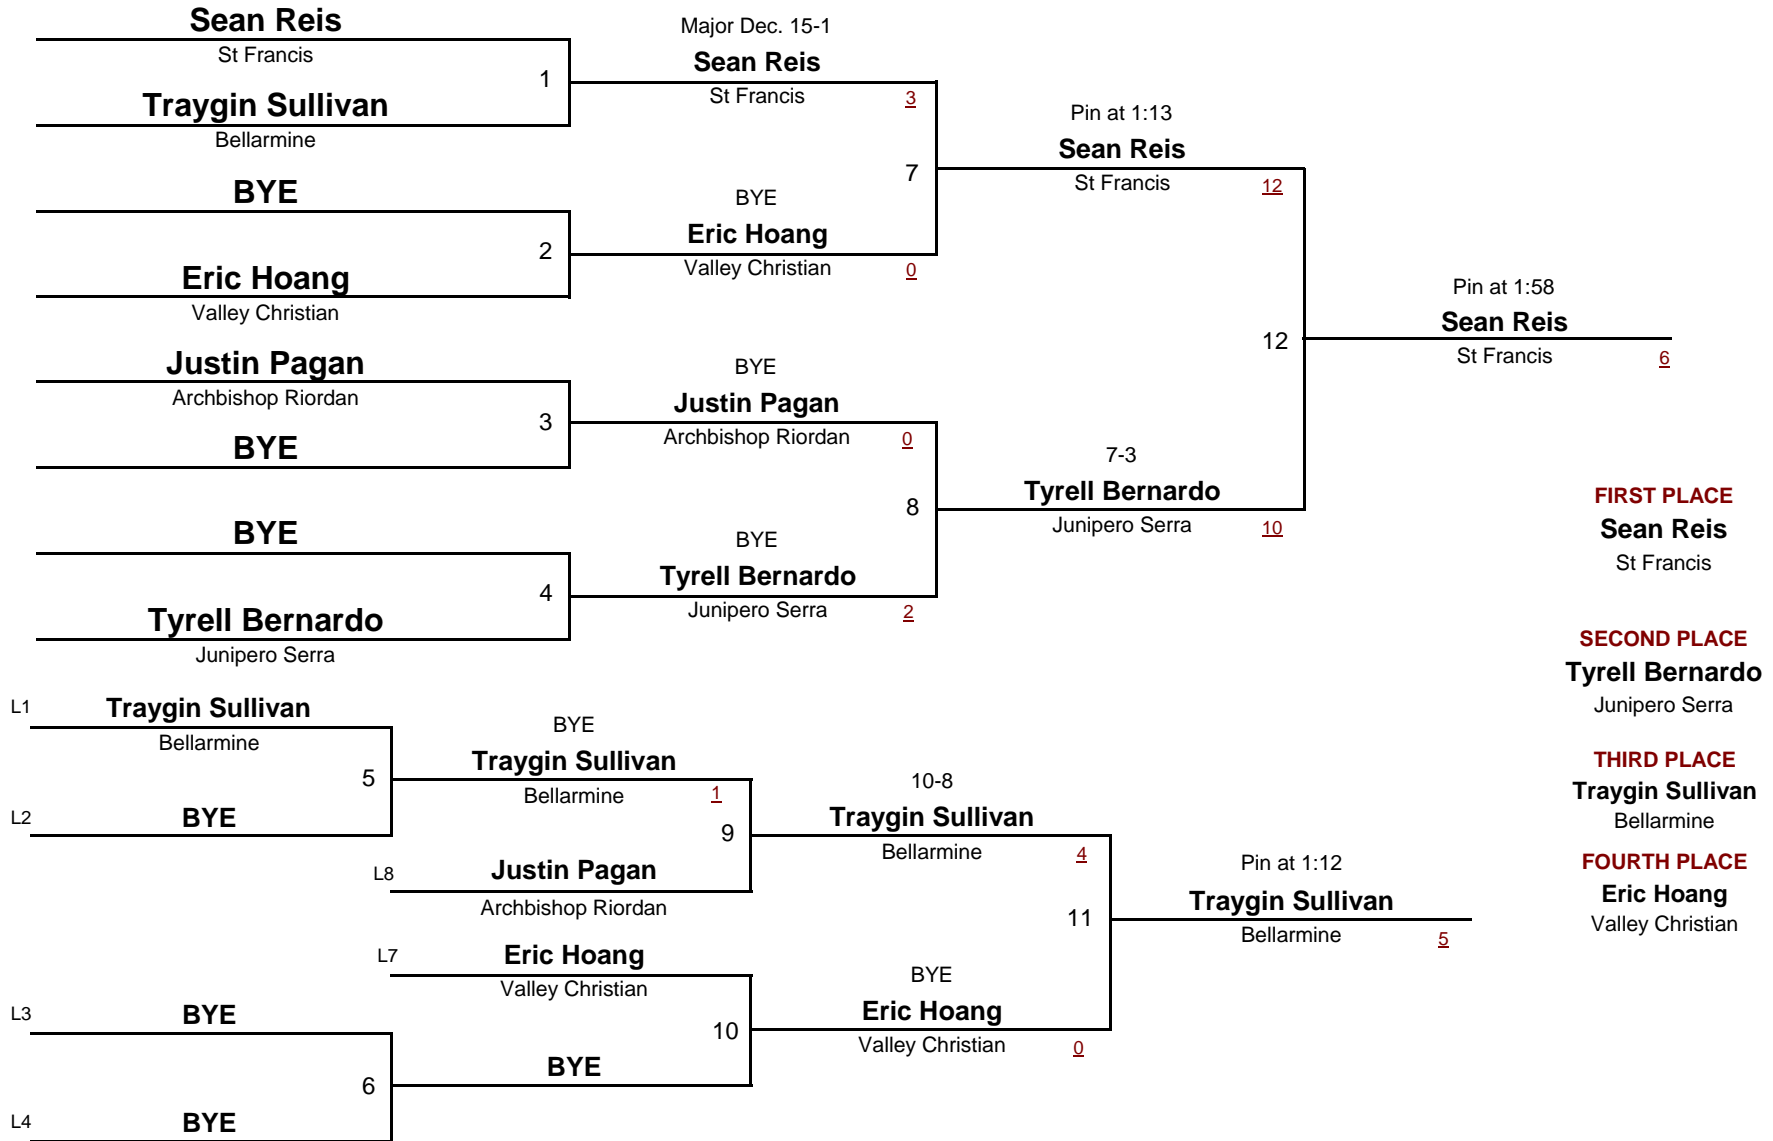 Sean Reis
St Francis
1
Traygin Sullivan
Bellarmine
BYE
2
Eric Hoang
Valley Christian
Justin Pagan
Archbishop Riordan
3
BYE
BYE
4
Tyrell Bernardo
Junipero Serra
Major Dec. 15-1
Sean Reis
St Francis
3
7
BYE
Eric Hoang
Valley Christian
0
BYE
Justin Pagan
Archbishop Riordan
0
8
BYE
Tyrell Bernardo
Junipero Serra
2
Pin at 1:13
Sean Reis
St Francis
12
12
7-3
Tyrell Bernardo
Junipero Serra
10
Pin at 1:58
Sean Reis
St Francis
6
FIRST PLACE
Sean Reis
St Francis
SECOND PLACE
Tyrell Bernardo
Junipero Serra
THIRD PLACE
Traygin Sullivan
Bellarmine
FOURTH PLACE
Eric Hoang
Valley Christian
L1
Traygin Sullivan
Bellarmine
5
L2
BYE
L3
BYE
6
L4
BYE
BYE
Traygin Sullivan
Bellarmine
1
9
L8
Justin Pagan
Archbishop Riordan
L7
Eric Hoang
Valley Christian
10
BYE
10-8
Traygin Sullivan
Bellarmine
4
11
BYE
Eric Hoang
Valley Christian
0
Pin at 1:12
Traygin Sullivan
Bellarmine
5